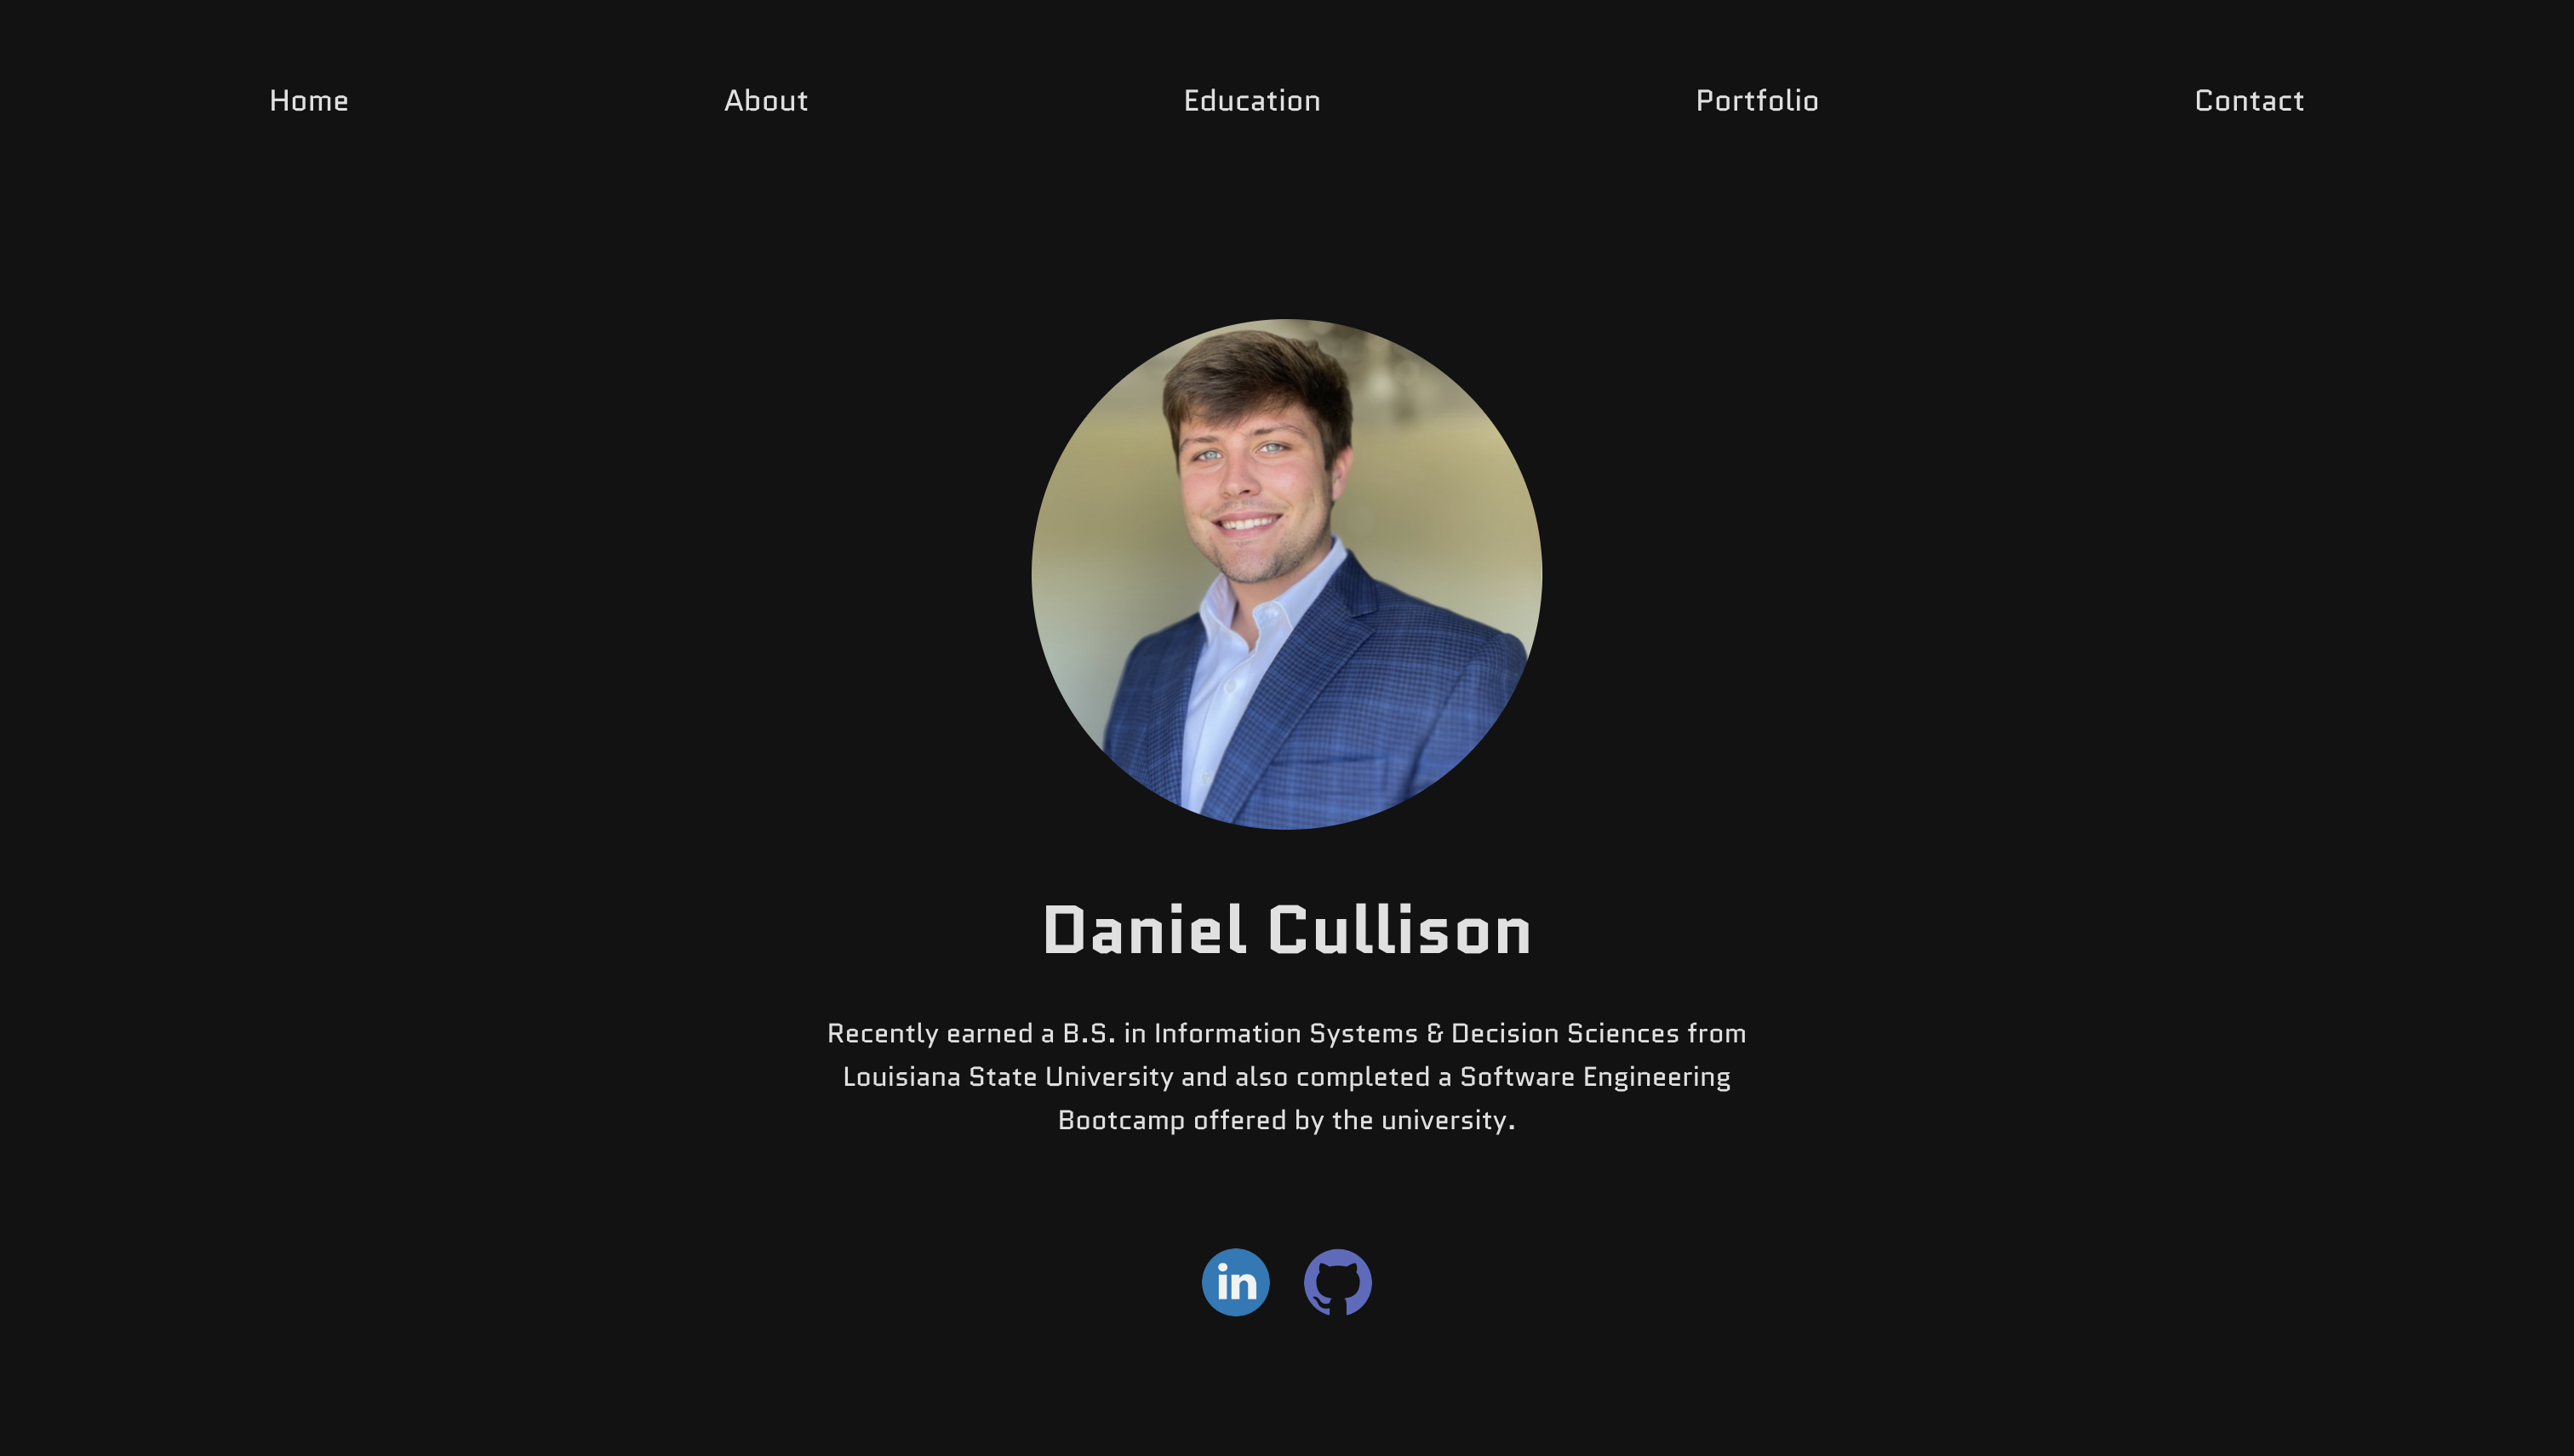 Home About Education Portfolio Contact
Daniel Cullison
Recently earned a B.S. in Information Systems & Decision Sciences from
Louisiana State University and also completed a Software Engineering
Bootcamp offered by the university.
in